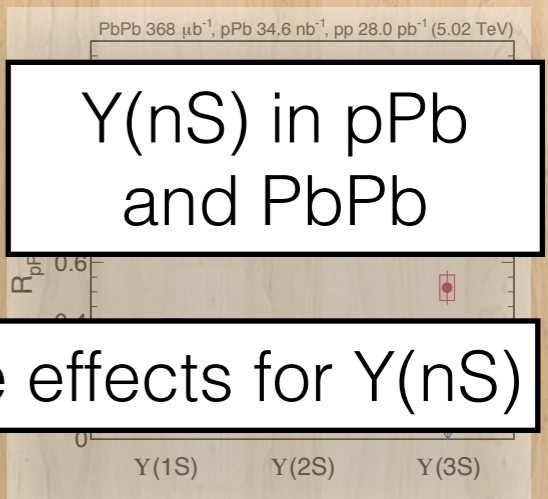 PbPb 368 μb⁻¹, pPb 34.6 nb⁻¹, pp 28.0 pb⁻¹ (5.02 TeV)
Y(nS) in pPb
and PbPb
0.6
effects for Y(nS)
0
Υ(1S) Υ(2S) Υ(3S)